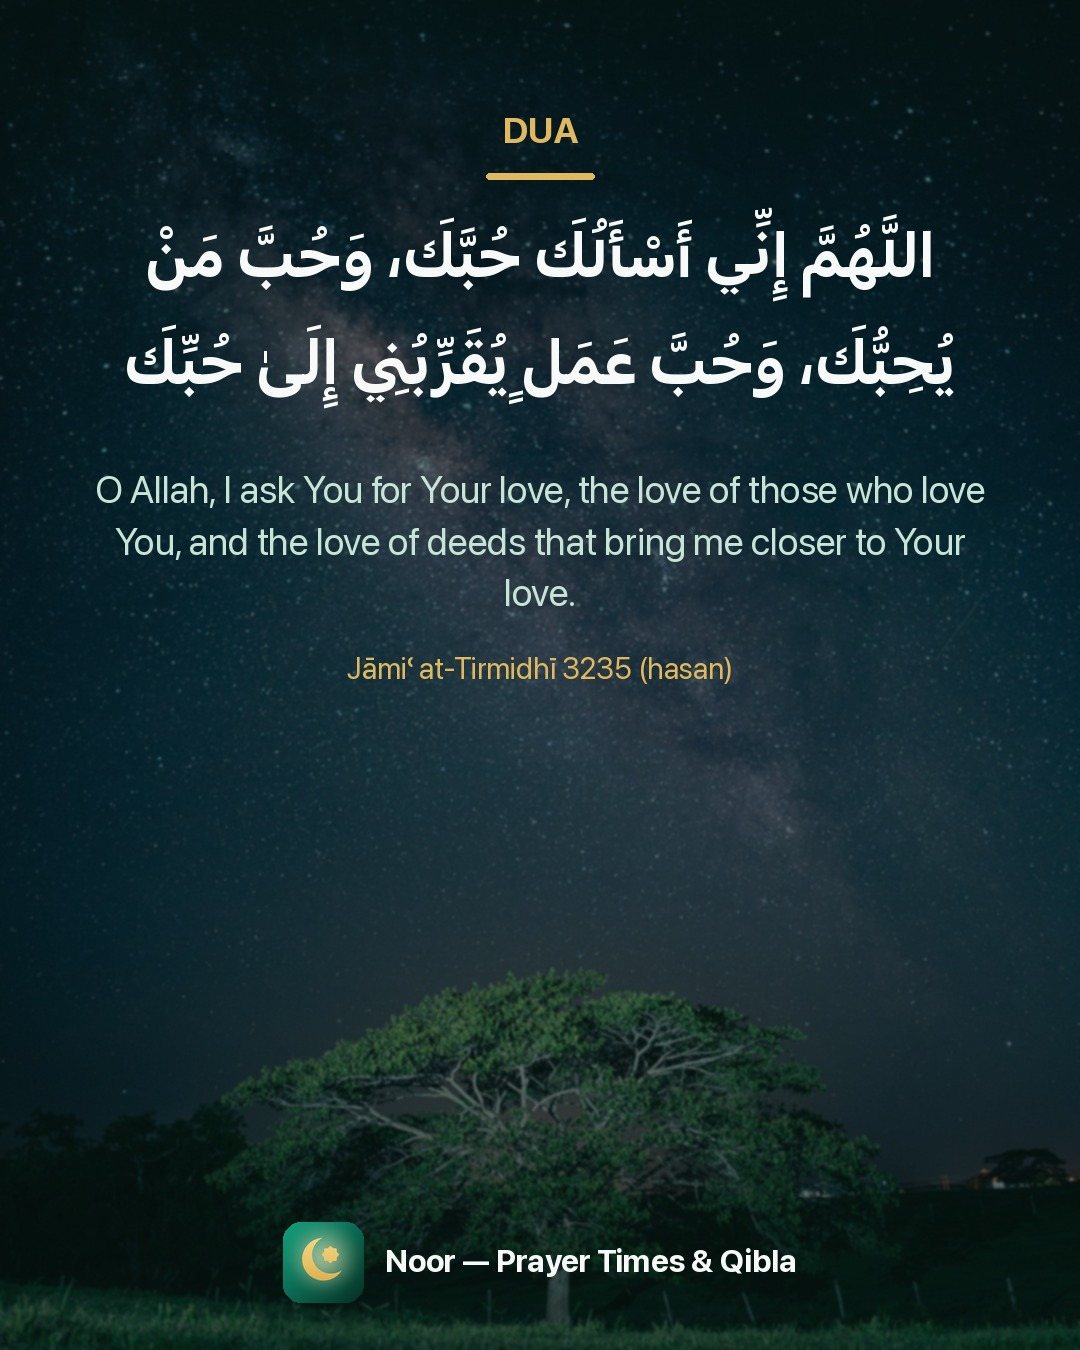 DUA
اللَّهُمَّ إِنِّي أَسْأَلُكَ حُبَّكَ، وَحُبَّ مَنْ
يُحِبُّكَ، وَحُبَّ عَمَلٍ يُقَرِّبُنِي إِلَىٰ حُبِّكَ
O Allah, I ask You for Your love, the love of those who love
You, and the love of deeds that bring me closer to Your
love.
Jāmiʿ at-Tirmidhī 3235 (hasan)
Noor — Prayer Times & Qibla